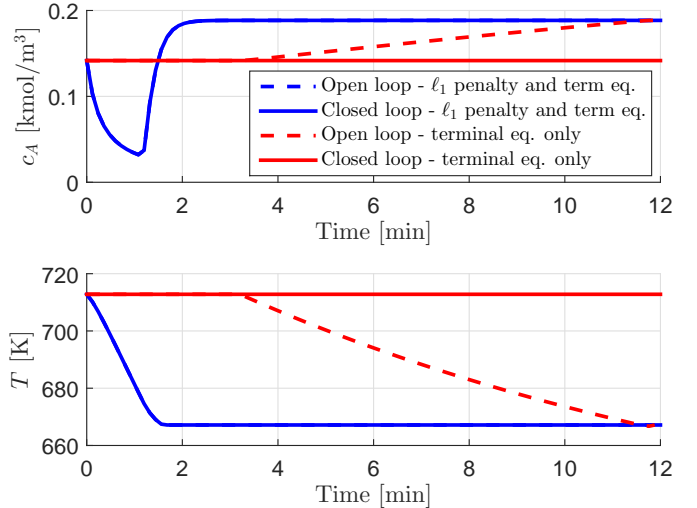 0.2
0.1
0
c_A [kmol/m^3]
Open loop - ℓ_1 penalty and term eq.
Closed loop - ℓ_1 penalty and term eq.
Open loop - terminal eq. only
Closed loop - terminal eq. only
0 2 4 6 8 10 12
Time [min]
720
700
680
660
T [K]
0 2 4 6 8 10 12
Time [min]